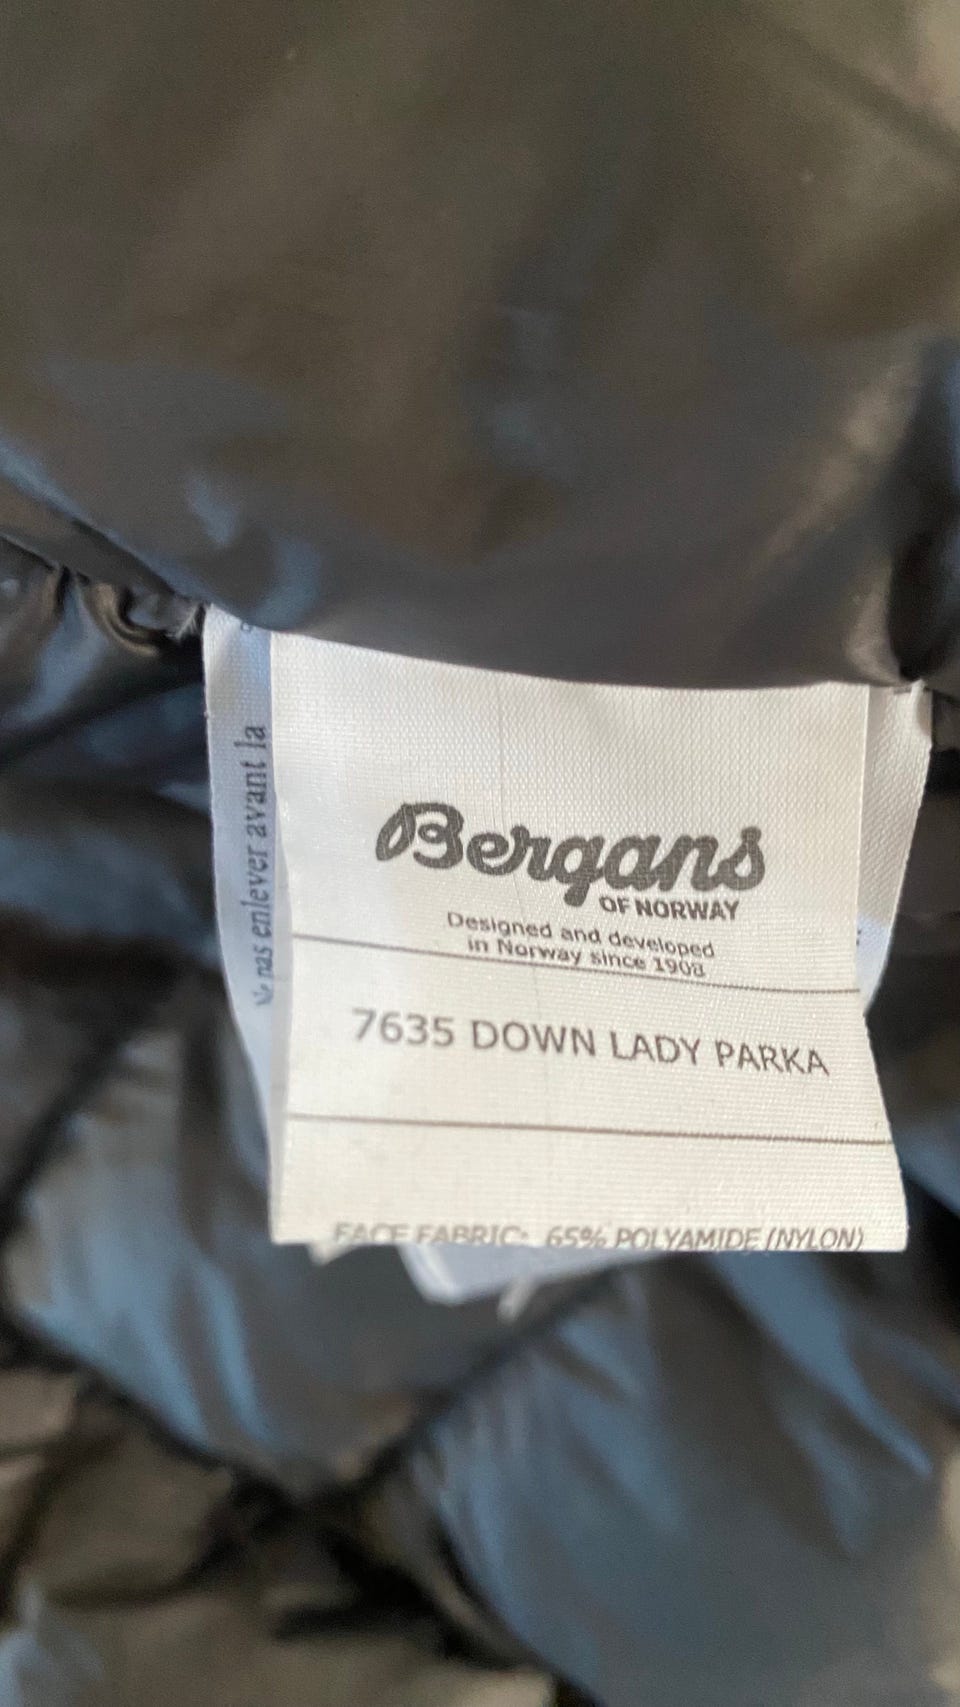 Bergans
OF NORWAY
Designed and developed
in Norway since 1908
7635 DOWN LADY PARKA
FACE FABRIC: 65% POLYAMIDE (NYLON)
pas enlever avant la